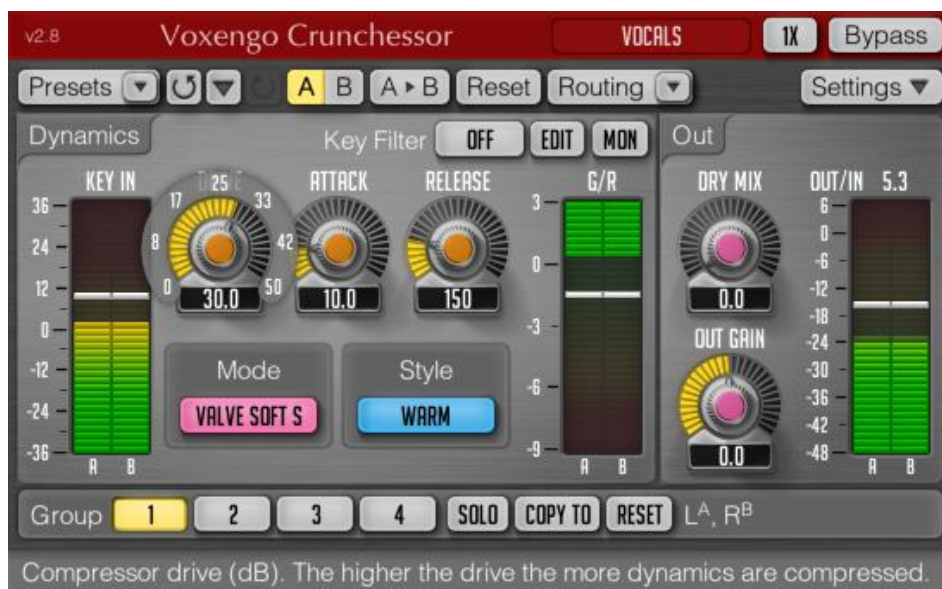 v2.8 Voxengo Crunchessor VOCALS 1X Bypass
Presets A B A ▸ B Reset Routing Settings
Dynamics Key Filter OFF EDIT MON Out
KEY IN 25 ATTACK RELEASE G/R DRY MIX OUT/IN 5.3
36 24 12 0 -12 -24 -36
A B
0 8 17 33 42 50
30.0 10.0 150
3 0 -3 -6 -9
A B
0.0
OUT GAIN
0.0
6 0 -6 -12 -18 -24 -30 -36 -42 -48
A B
Mode Style
VALVE SOFT S WARM
Group 1 2 3 4 SOLO COPY TO RESET Lᴬ, Rᴮ
Compressor drive (dB). The higher the drive the more dynamics are compressed.